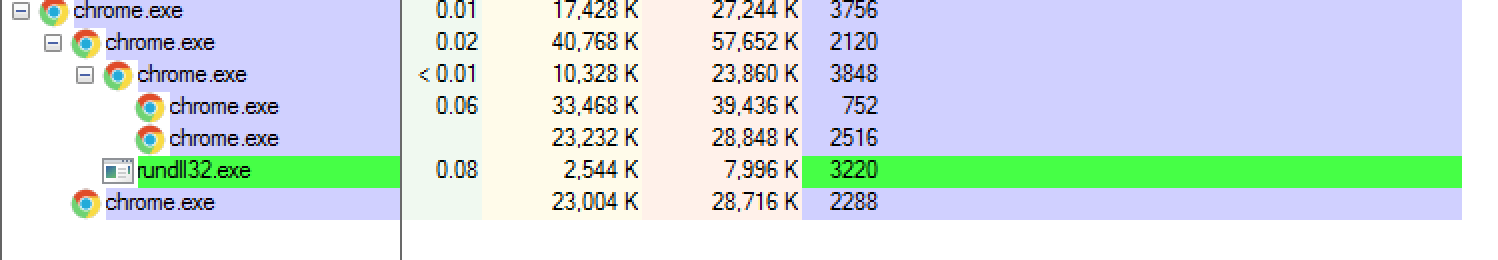 chrome.exe 0.01 17,428 K 27,244 K 3756
chrome.exe 0.02 40,768 K 57,652 K 2120
chrome.exe < 0.01 10,328 K 23,860 K 3848
chrome.exe 0.06 33,468 K 39,436 K 752
chrome.exe 23,232 K 28,848 K 2516
rundll32.exe 0.08 2,544 K 7,996 K 3220
chrome.exe 23,004 K 28,716 K 2288